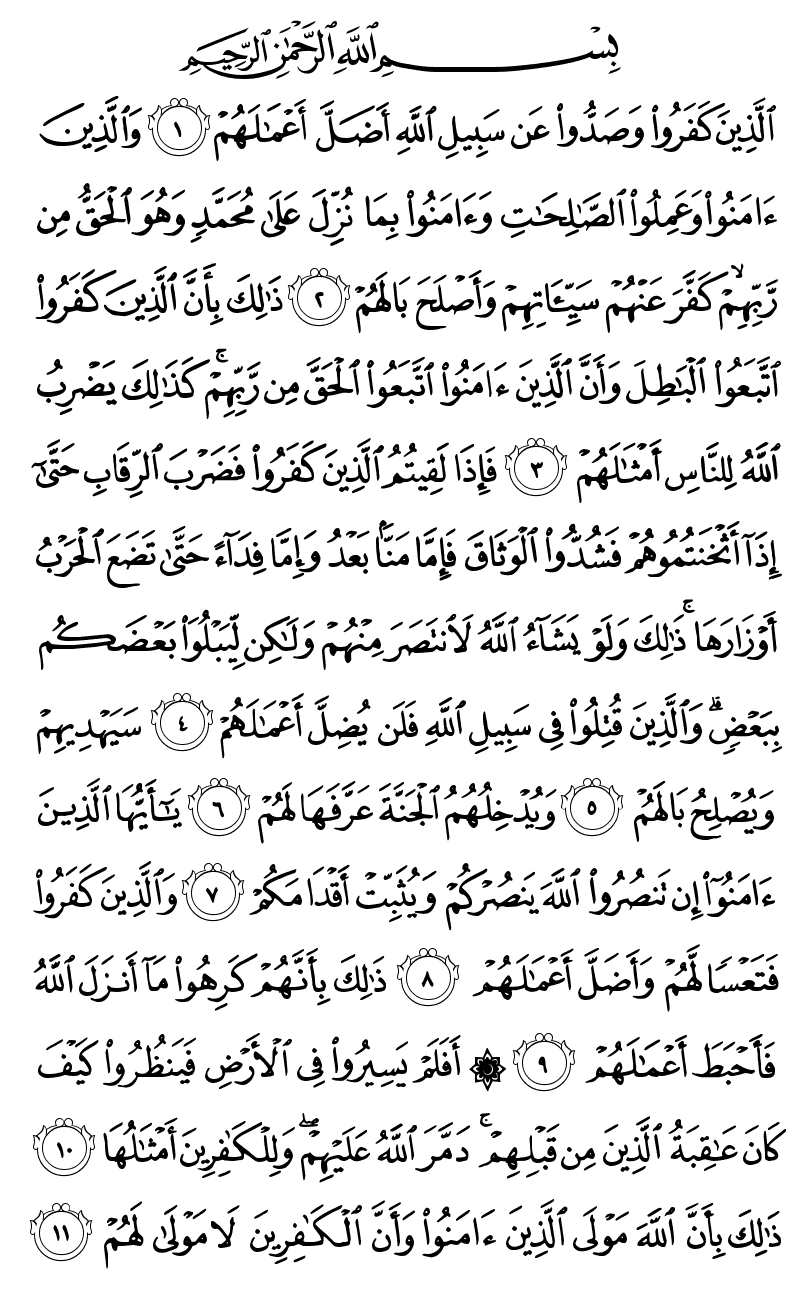 بِسْمِ ٱللَّهِ ٱلرَّحْمَٰنِ ٱلرَّحِيمِ
ٱلَّذِينَ كَفَرُوا۟ وَصَدُّوا۟ عَن سَبِيلِ ٱللَّهِ أَضَلَّ أَعْمَٰلَهُمْ ١ وَٱلَّذِينَ
ءَامَنُوا۟ وَعَمِلُوا۟ ٱلصَّٰلِحَٰتِ وَءَامَنُوا۟ بِمَا نُزِّلَ عَلَىٰ مُحَمَّدٍ وَهُوَ ٱلْحَقُّ مِن
رَّبِّهِمْ ۙ كَفَّرَ عَنْهُمْ سَيِّـَٔاتِهِمْ وَأَصْلَحَ بَالَهُمْ ٢ ذَٰلِكَ بِأَنَّ ٱلَّذِينَ كَفَرُوا۟
ٱتَّبَعُوا۟ ٱلْبَٰطِلَ وَأَنَّ ٱلَّذِينَ ءَامَنُوا۟ ٱتَّبَعُوا۟ ٱلْحَقَّ مِن رَّبِّهِمْ ۚ كَذَٰلِكَ يَضْرِبُ
ٱللَّهُ لِلنَّاسِ أَمْثَٰلَهُمْ ٣ فَإِذَا لَقِيتُمُ ٱلَّذِينَ كَفَرُوا۟ فَضَرْبَ ٱلرِّقَابِ حَتَّىٰٓ
إِذَآ أَثْخَنتُمُوهُمْ فَشُدُّوا۟ ٱلْوَثَاقَ فَإِمَّا مَنًّۢا بَعْدُ وَإِمَّا فِدَآءً حَتَّىٰ تَضَعَ ٱلْحَرْبُ
أَوْزَارَهَا ۚ ذَٰلِكَ وَلَوْ يَشَآءُ ٱللَّهُ لَٱنتَصَرَ مِنْهُمْ وَلَٰكِن لِّيَبْلُوَا۟ بَعْضَكُم
بِبَعْضٍ ۗ وَٱلَّذِينَ قُتِلُوا۟ فِى سَبِيلِ ٱللَّهِ فَلَن يُضِلَّ أَعْمَٰلَهُمْ ٤ سَيَهْدِيهِمْ
وَيُصْلِحُ بَالَهُمْ ٥ وَيُدْخِلُهُمُ ٱلْجَنَّةَ عَرَّفَهَا لَهُمْ ٦ يَٰٓأَيُّهَا ٱلَّذِينَ
ءَامَنُوٓا۟ إِن تَنصُرُوا۟ ٱللَّهَ يَنصُرْكُمْ وَيُثَبِّتْ أَقْدَامَكُمْ ٧ وَٱلَّذِينَ كَفَرُوا۟
فَتَعْسًا لَّهُمْ وَأَضَلَّ أَعْمَٰلَهُمْ ٨ ذَٰلِكَ بِأَنَّهُمْ كَرِهُوا۟ مَآ أَنزَلَ ٱللَّهُ
فَأَحْبَطَ أَعْمَٰلَهُمْ ٩ ۞ أَفَلَمْ يَسِيرُوا۟ فِى ٱلْأَرْضِ فَيَنظُرُوا۟ كَيْفَ
كَانَ عَٰقِبَةُ ٱلَّذِينَ مِن قَبْلِهِمْ ۚ دَمَّرَ ٱللَّهُ عَلَيْهِمْ ۖ وَلِلْكَٰفِرِينَ أَمْثَٰلُهَا ١٠
ذَٰلِكَ بِأَنَّ ٱللَّهَ مَوْلَى ٱلَّذِينَ ءَامَنُوا۟ وَأَنَّ ٱلْكَٰفِرِينَ لَا مَوْلَىٰ لَهُمْ ١١